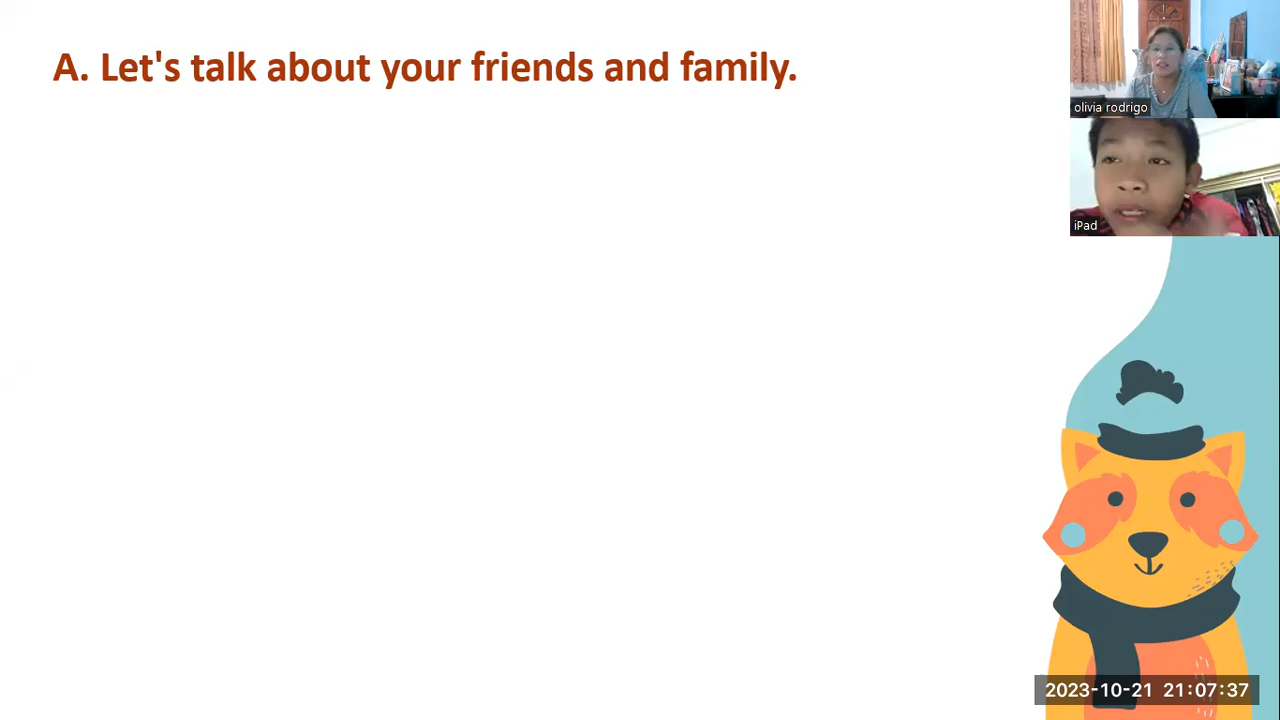 A. Let's talk about your friends and family.
olivia rodrigo
iPad
2023-10-21 21:07:37